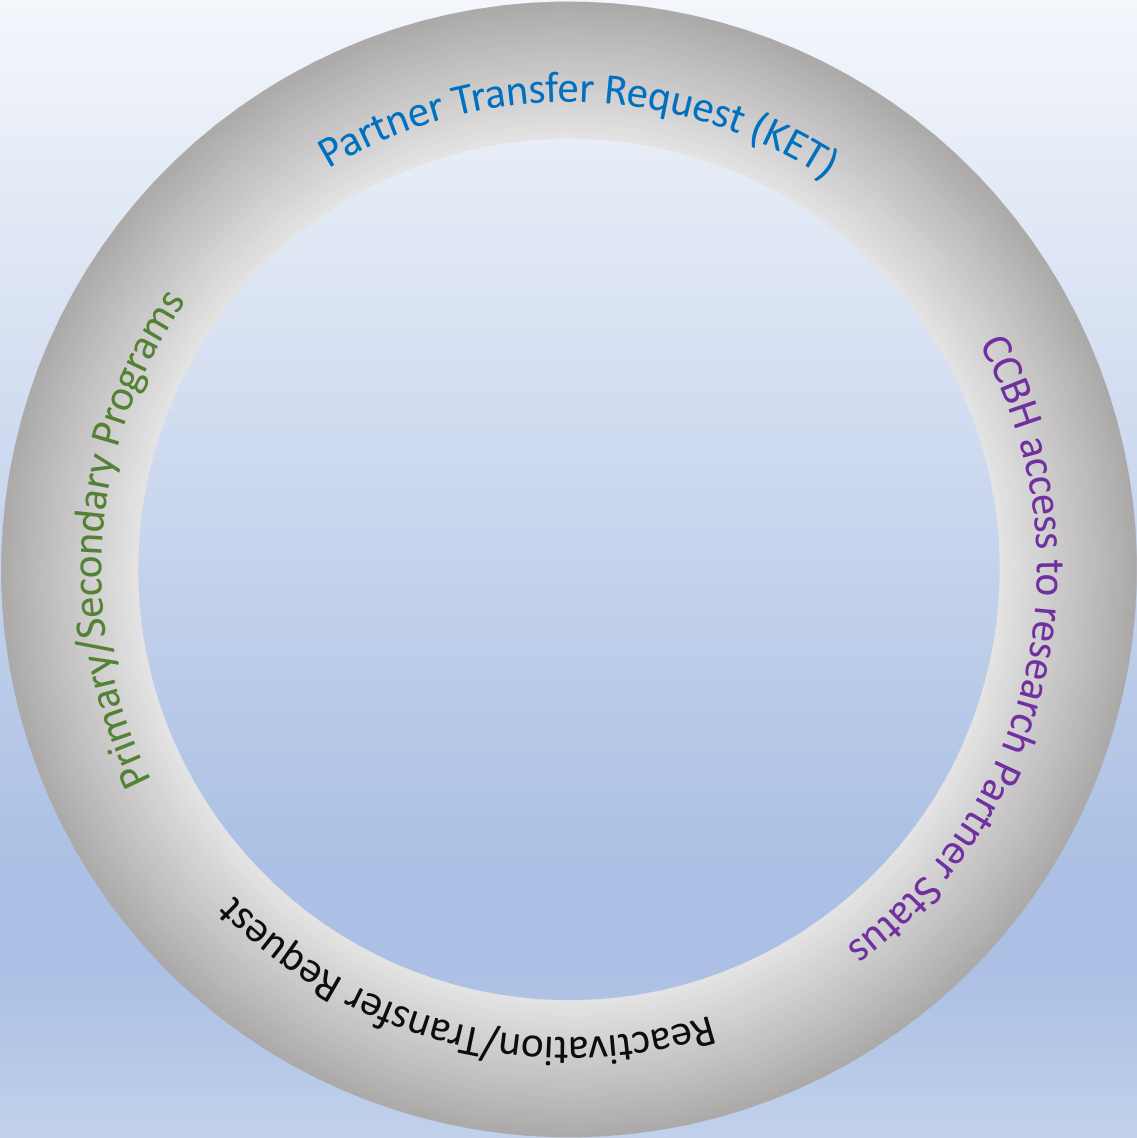 Partner Transfer Request (KET)
CCBH access to research Partner Status
Reactivation/Transfer Request
Primary/Secondary Programs